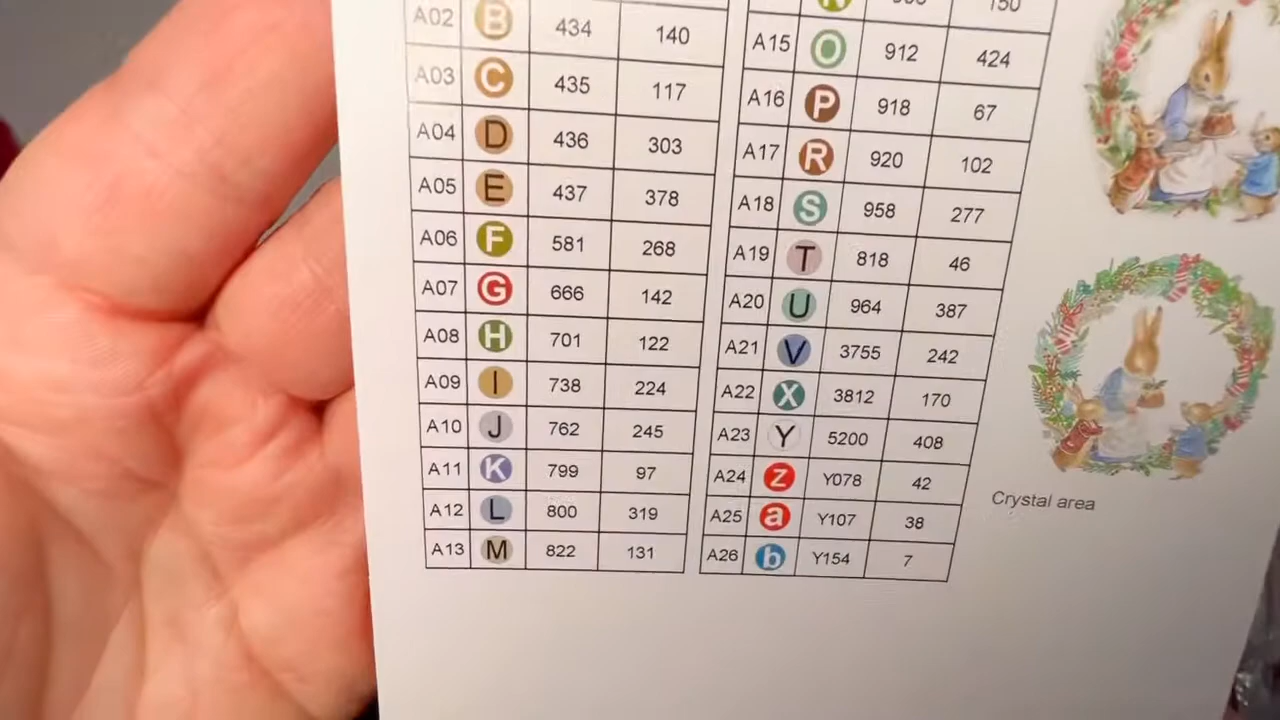 A02 B 434 140
A03 C 435 117
A04 D 436 303
A05 E 437 378
A06 F 581 268
A07 G 666 142
A08 H 701 122
A09 I 738 224
A10 J 762 245
A11 K 799 97
A12 L 800 319
A13 M 822 131
150
A15 O 912 424
A16 P 918 67
A17 R 920 102
A18 S 958 277
A19 T 818 46
A20 U 964 387
A21 V 3755 242
A22 X 3812 170
A23 Y 5200 408
A24 z Y078 42
A25 a Y107 38
A26 b Y154 7
Crystal area